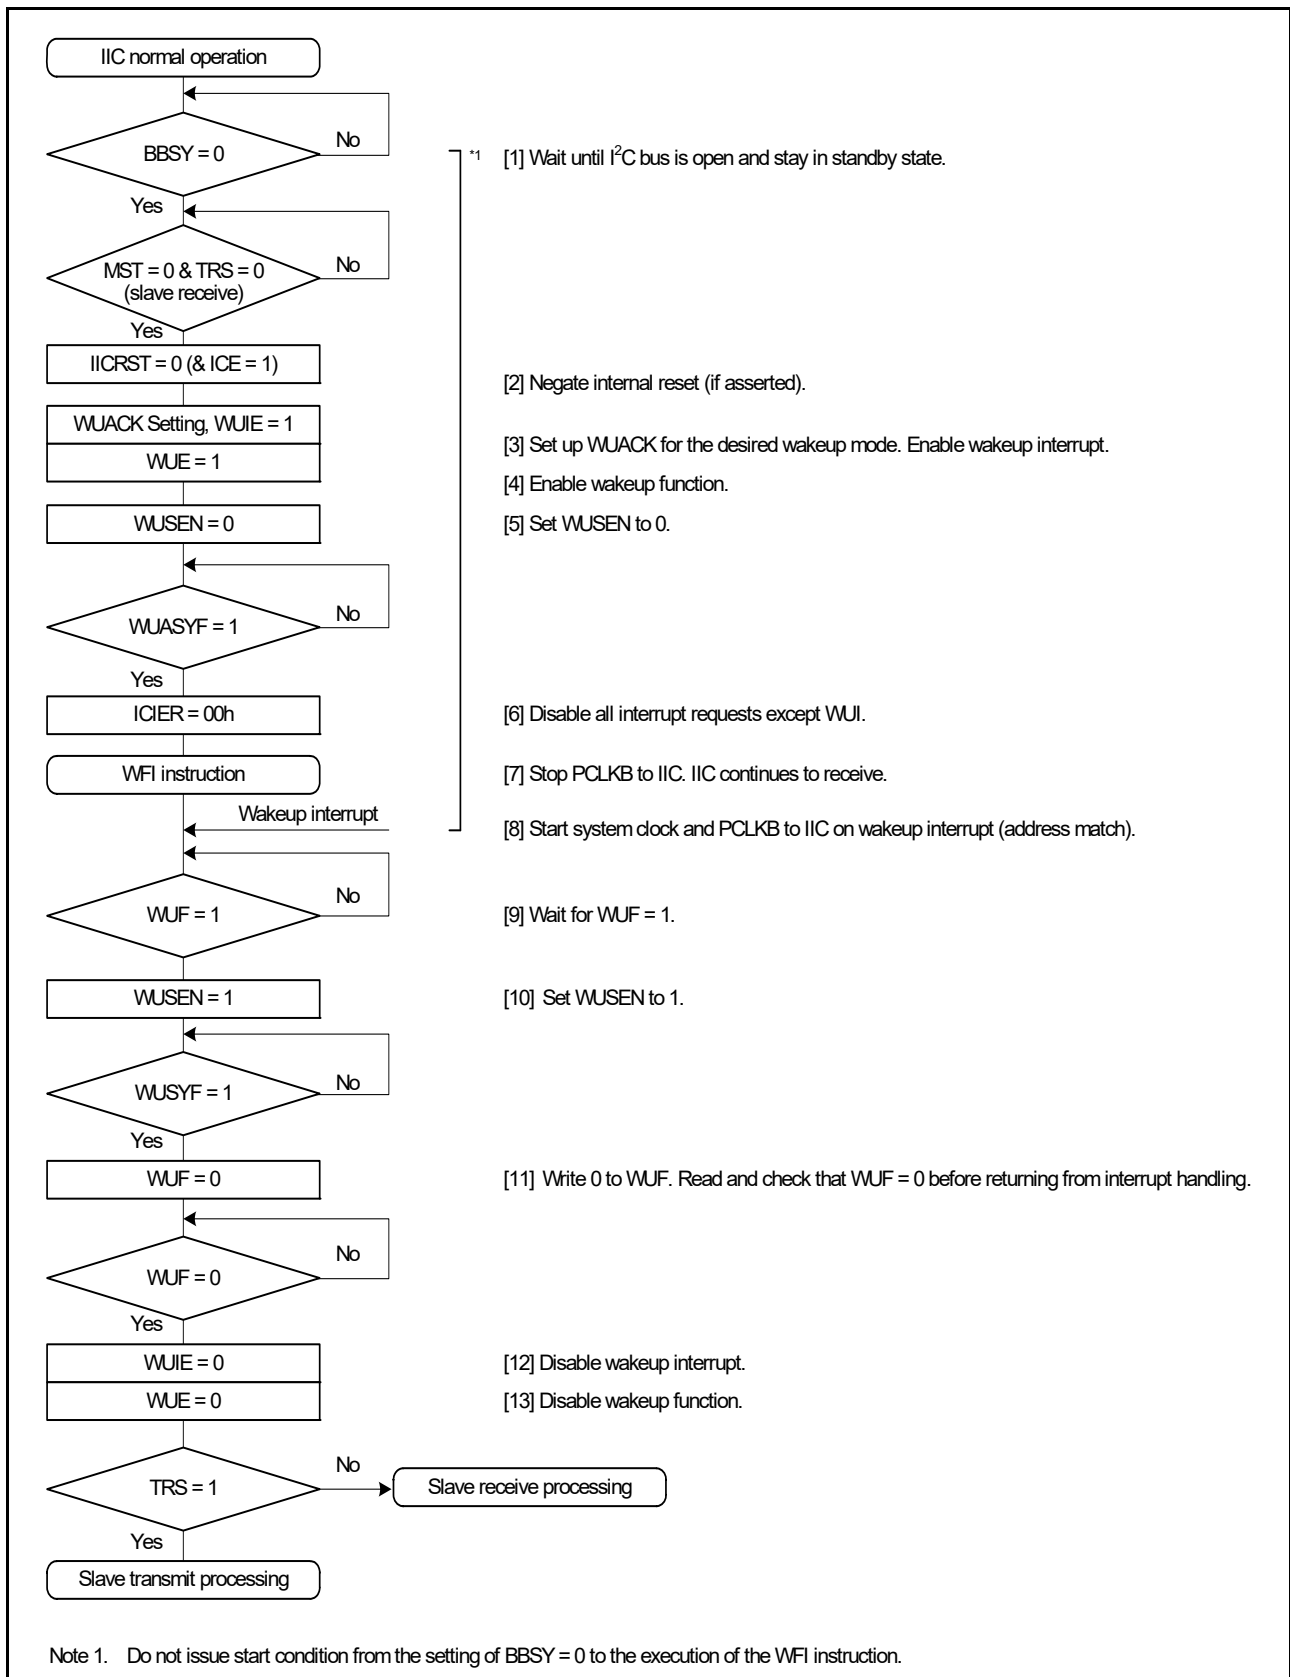 IIC normal operation
BBSY = 0
No
*1
[1] Wait until I²C bus is open and stay in standby state.
Yes
MST = 0 & TRS = 0
(slave receive)
No
Yes
IICRST = 0 (& ICE = 1)
[2] Negate internal reset (if asserted).
WUACK Setting, WUIE = 1
[3] Set up WUACK for the desired wakeup mode. Enable wakeup interrupt.
WUE = 1
[4] Enable wakeup function.
WUSEN = 0
[5] Set WUSEN to 0.
WUASYF = 1
No
Yes
ICIER = 00h
[6] Disable all interrupt requests except WUI.
WFI instruction
[7] Stop PCLKB to IIC. IIC continues to receive.
Wakeup interrupt
[8] Start system clock and PCLKB to IIC on wakeup interrupt (address match).
WUF = 1
No
[9] Wait for WUF = 1.
WUSEN = 1
[10] Set WUSEN to 1.
WUSYF = 1
No
Yes
WUF = 0
[11] Write 0 to WUF. Read and check that WUF = 0 before returning from interrupt handling.
WUF = 0
No
Yes
WUIE = 0
[12] Disable wakeup interrupt.
WUE = 0
[13] Disable wakeup function.
TRS = 1
No
Slave receive processing
Yes
Slave transmit processing
Note 1. Do not issue start condition from the setting of BBSY = 0 to the execution of the WFI instruction.